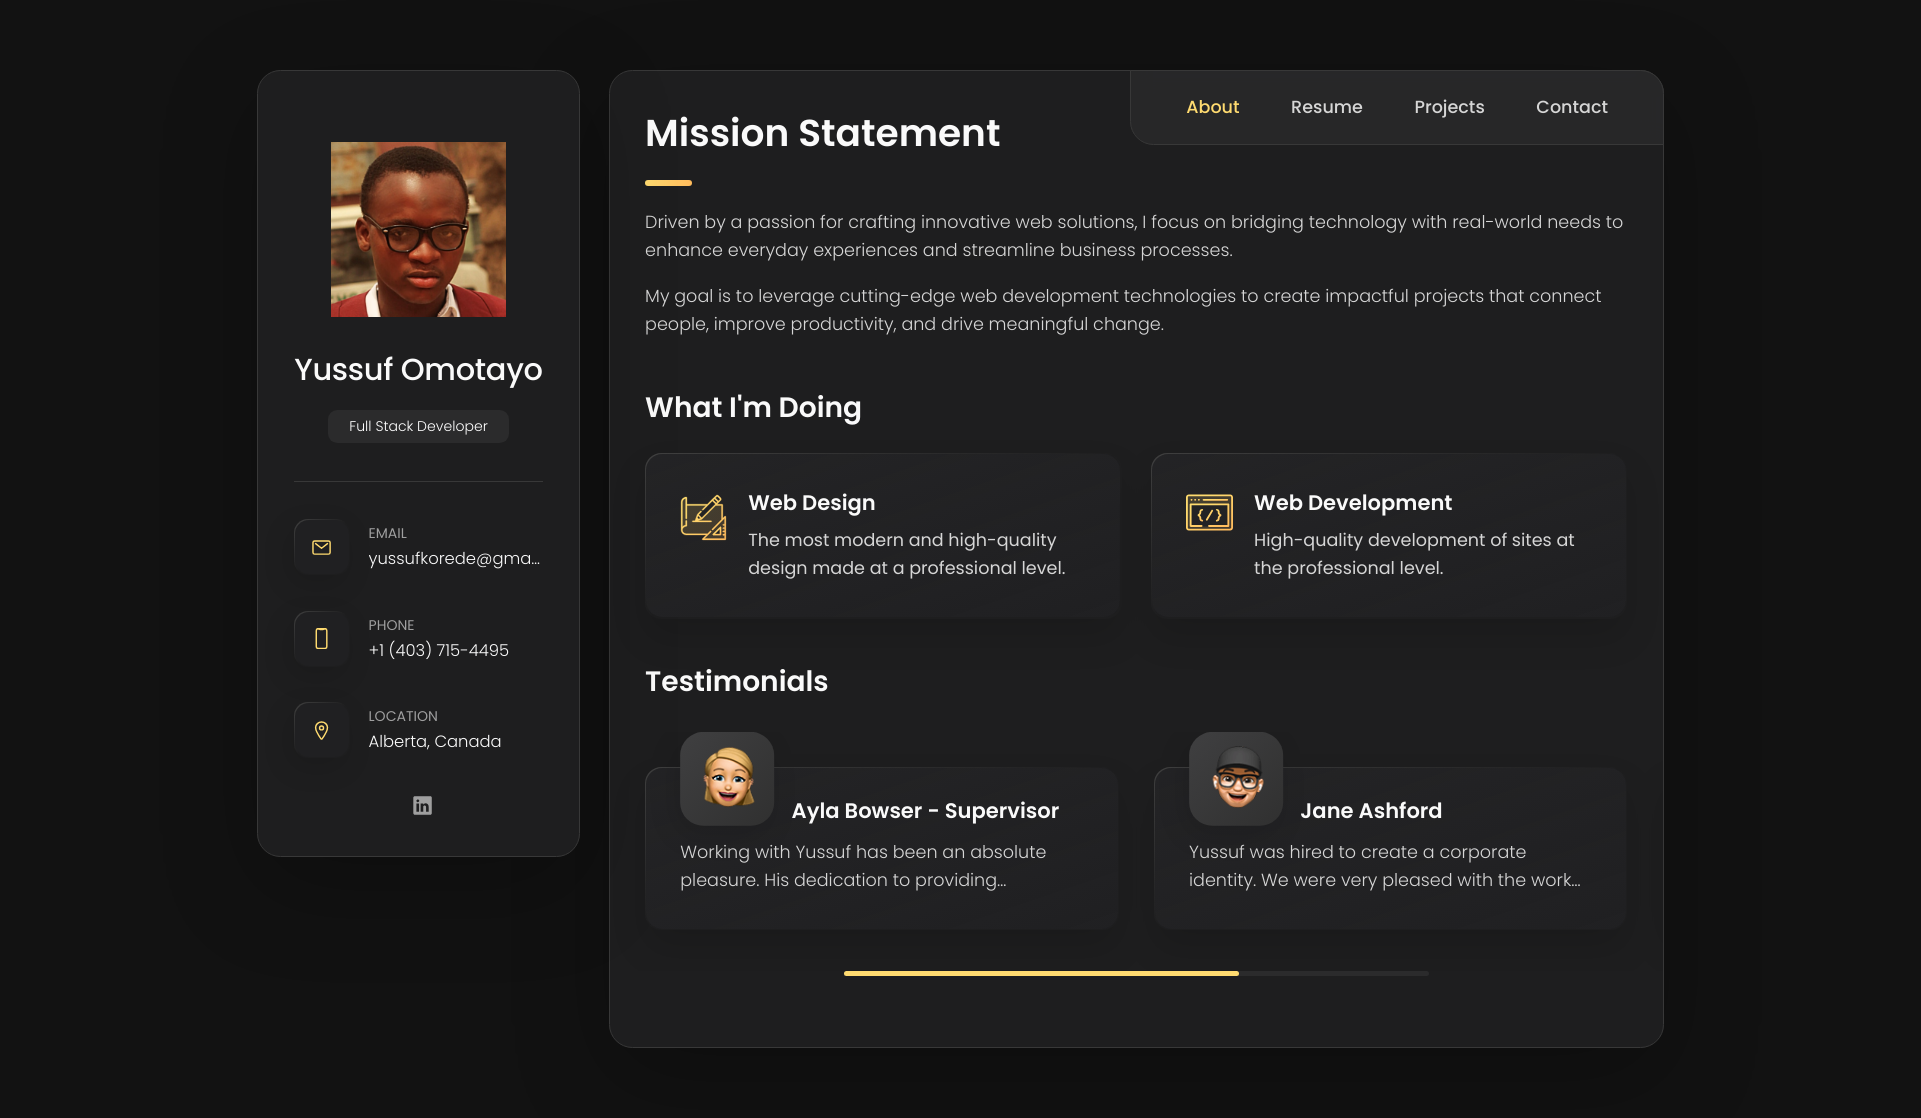 Yussuf Omotayo
Full Stack Developer
EMAIL
yussufkorede@gma...
PHONE
+1 (403) 715-4495
LOCATION
Alberta, Canada
in
About
Resume
Projects
Contact
Mission Statement
Driven by a passion for crafting innovative web solutions, I focus on bridging technology with real-world needs to
enhance everyday experiences and streamline business processes.
My goal is to leverage cutting-edge web development technologies to create impactful projects that connect
people, improve productivity, and drive meaningful change.
What I'm Doing
Web Design
The most modern and high-quality
design made at a professional level.
Web Development
High-quality development of sites at
the professional level.
Testimonials
Ayla Bowser - Supervisor
Working with Yussuf has been an absolute
pleasure. His dedication to providing...
Jane Ashford
Yussuf was hired to create a corporate
identity. We were very pleased with the work...